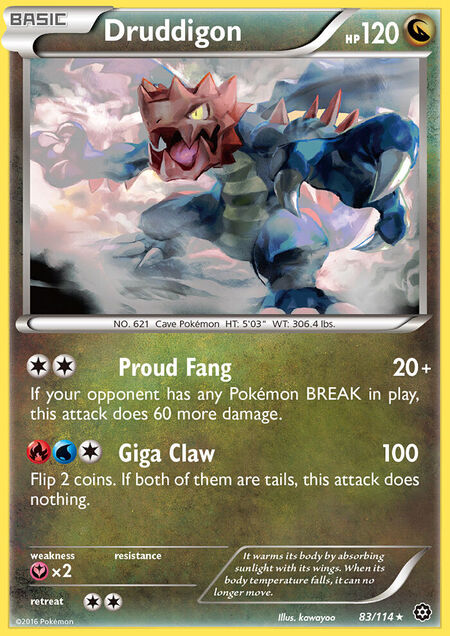 BASIC Druddigon HP120
NO. 621 Cave Pokémon HT: 5'03" WT: 306.4 lbs.
Proud Fang 20+
If your opponent has any Pokémon BREAK in play,
this attack does 60 more damage.
Giga Claw 100
Flip 2 coins. If both of them are tails, this attack does
nothing.
weakness resistance
×2
retreat
It warms its body by absorbing
sunlight with its wings. When its
body temperature falls, it can no
longer move.
©2016 Pokémon Illus. kawayoo 83/114★